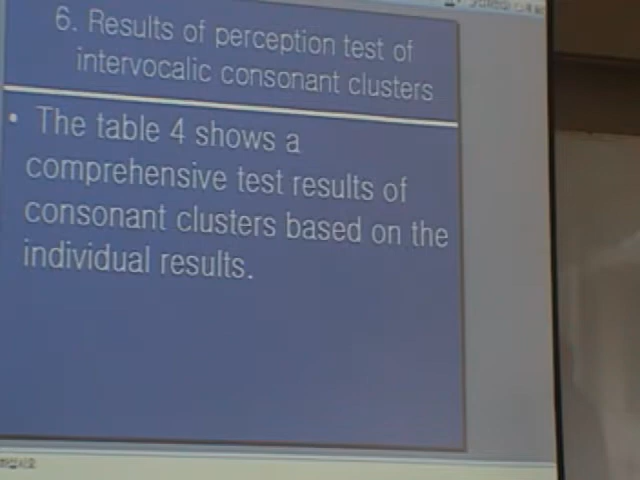 6. Results of perception test of
intervocalic consonant clusters
• The table 4 shows a
comprehensive test results of
consonant clusters based on the
individual results.